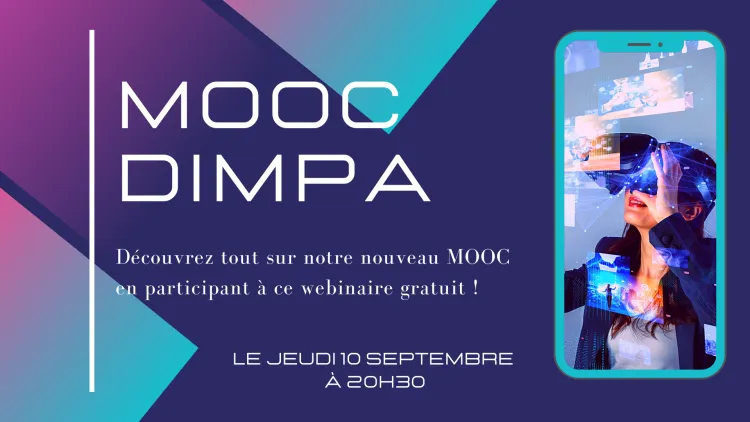 MOOC
DIMPA
Découvrez tout sur notre nouveau MOOC
en participant à ce webinaire gratuit !
LE JEUDI 10 SEPTEMBRE
À 20H30